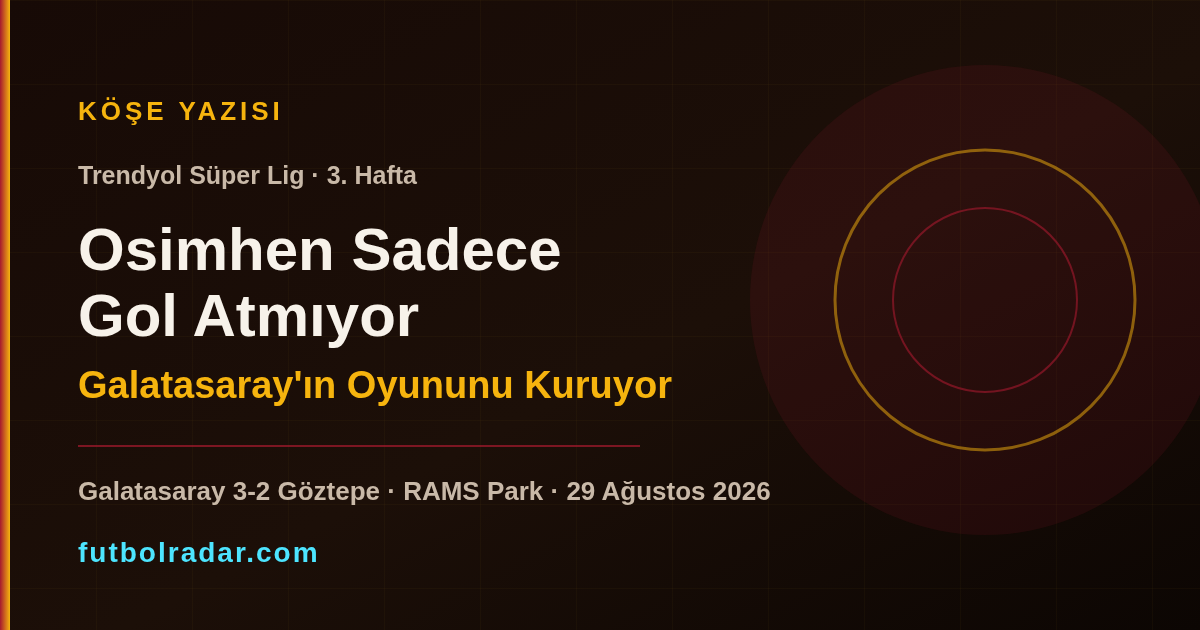 KÖŞE YAZISI
Trendyol Süper Lig · 3. Hafta
Osimhen Sadece
Gol Atmıyor
Galatasaray'ın Oyununu Kuruyor
Galatasaray 3-2 Göztepe · RAMS Park · 29 Ağustos 2026
futbolradar.com